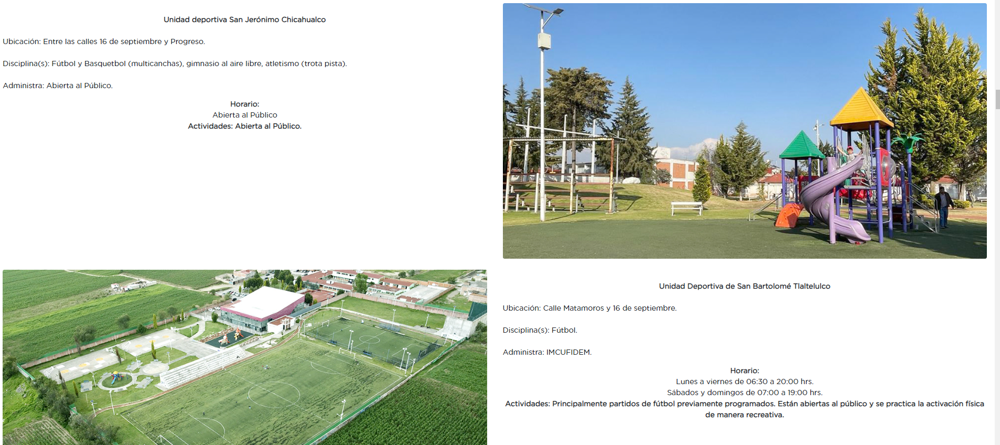 Unidad deportiva San Jerónimo Chicahualco
Ubicación: Entre las calles 16 de septiembre y Progreso.
Disciplina(s): Fútbol y Basquetbol (multicanchas), gimnasio al aire libre, atletismo (trota pista).
Administra: Abierta al Público.
Horario:
Abierta al Público
Actividades: Abierta al Público.
Unidad Deportiva de San Bartolomé Tlaltelulco
Ubicación: Calle Matamoros y 16 de septiembre.
Disciplina(s): Fútbol.
Administra: IMCUFIDEM.
Horario:
Lunes a viernes de 06:30 a 20:00 hrs.
Sábados y domingos de 07:00 a 19:00 hrs.
Actividades: Principalmente partidos de fútbol previamente programados. Están abiertas al público y se practica la activación física
de manera recreativa.